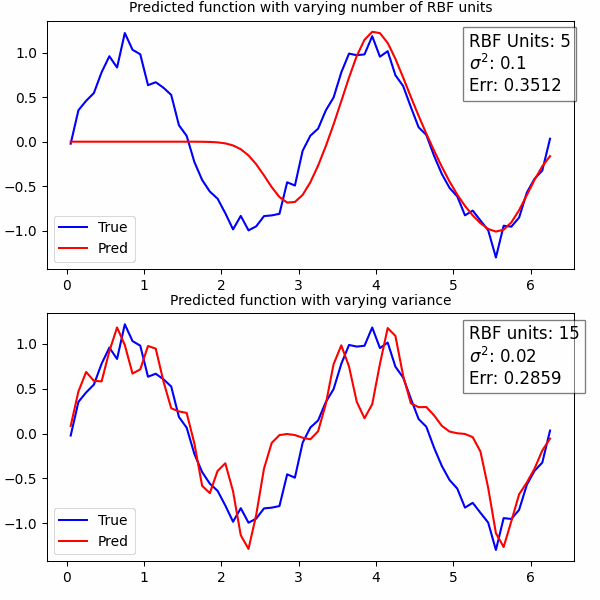 Predicted function with varying number of RBF units
1.0
0.5
0.0
−0.5
−1.0
RBF Units: 5
σ²: 0.1
Err: 0.3512
True
Pred
0 1 2 3 4 5 6
Predicted function with varying variance
1.0
0.5
0.0
−0.5
−1.0
RBF units: 15
σ²: 0.02
Err: 0.2859
True
Pred
0 1 2 3 4 5 6